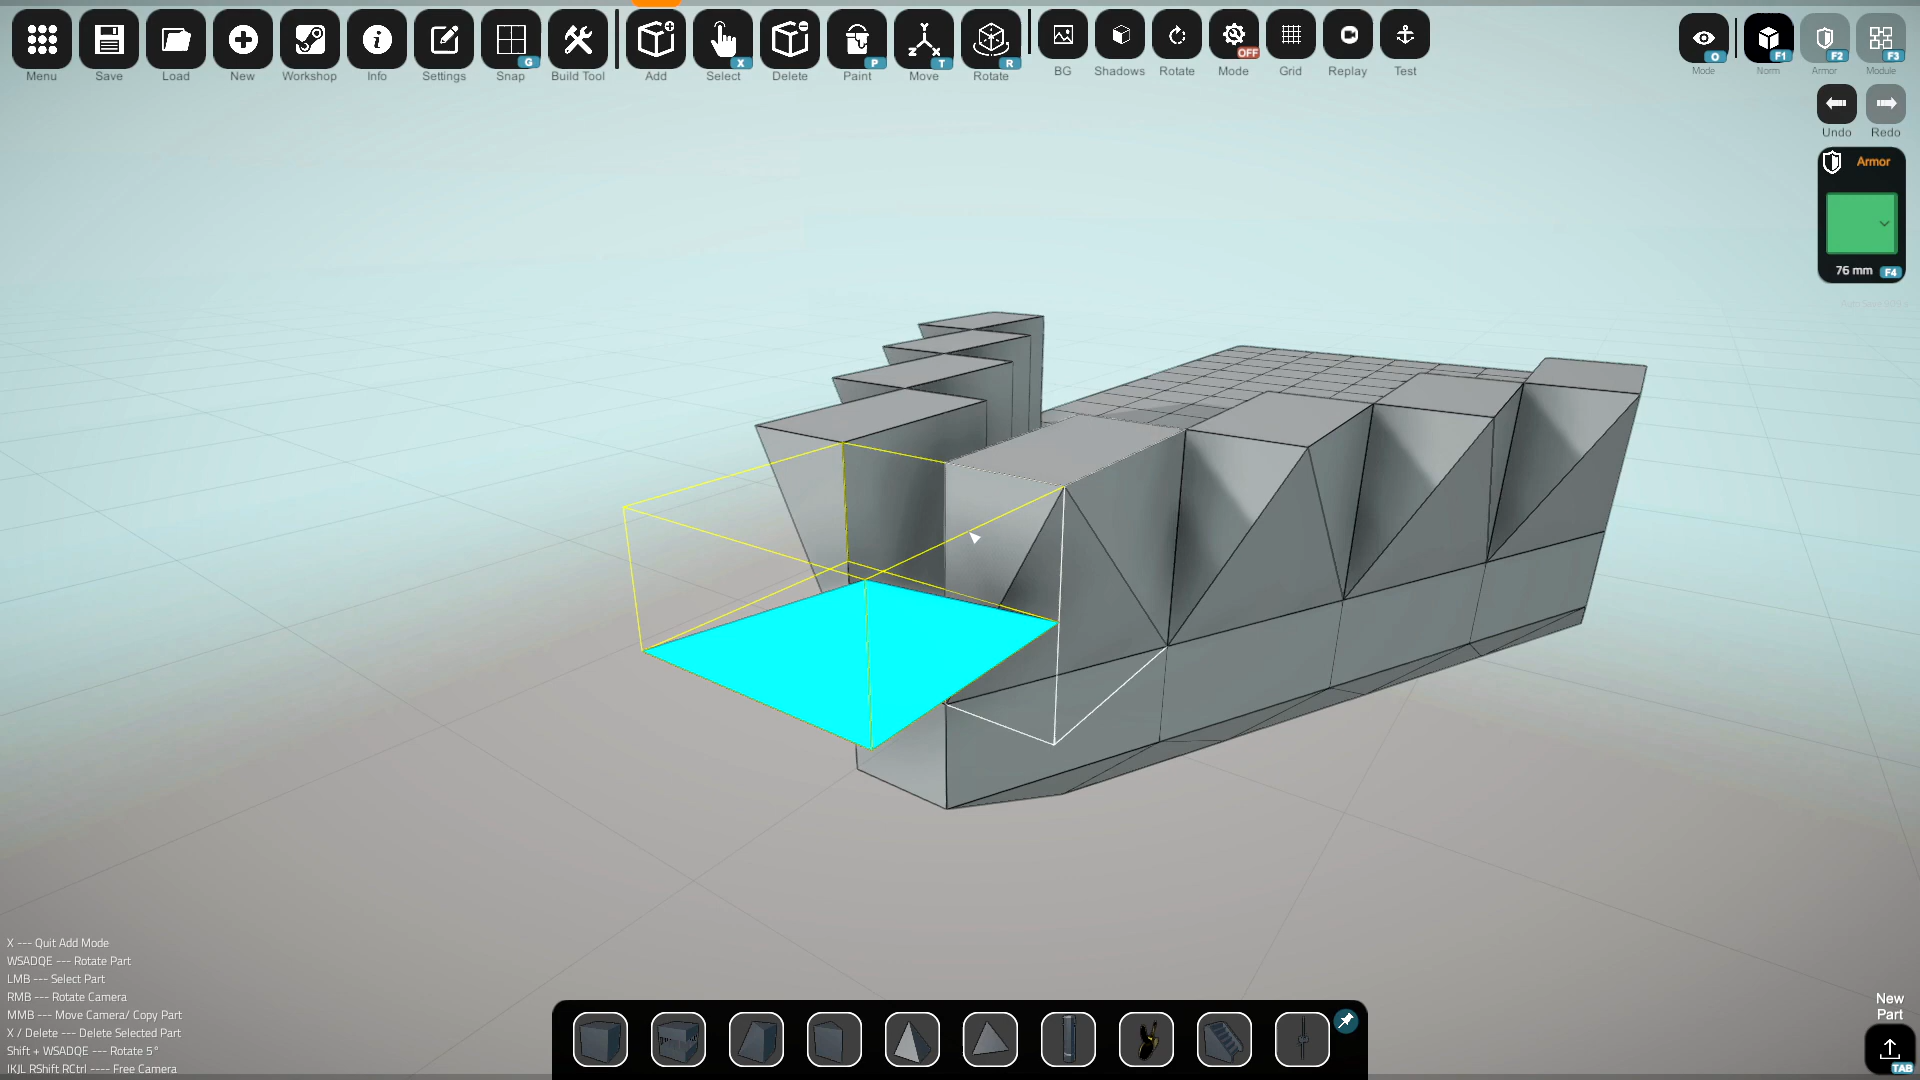 Menu
Save
Load
New
Workshop
Info
Settings
G
Snap
Build Tool
Add
X
Select
Delete
P
Paint
T
Move
R
Rotate
BG
Shadows
Rotate
OFF
Mode
Grid
Replay
Test
O
Mode
F1
Norm
F2
Armor
F3
Module
Undo
Redo
Armor
76 mm
F4
X --- Quit Add Mode
WSADQE --- Rotate Part
LMB --- Select Part
RMB --- Rotate Camera
MMB --- Move Camera/ Copy Part
X / Delete --- Delete Selected Part
Shift + WSADQE --- Rotate 5°
IKJL RShift RCtrl ---- Free Camera
New
Part
TAB